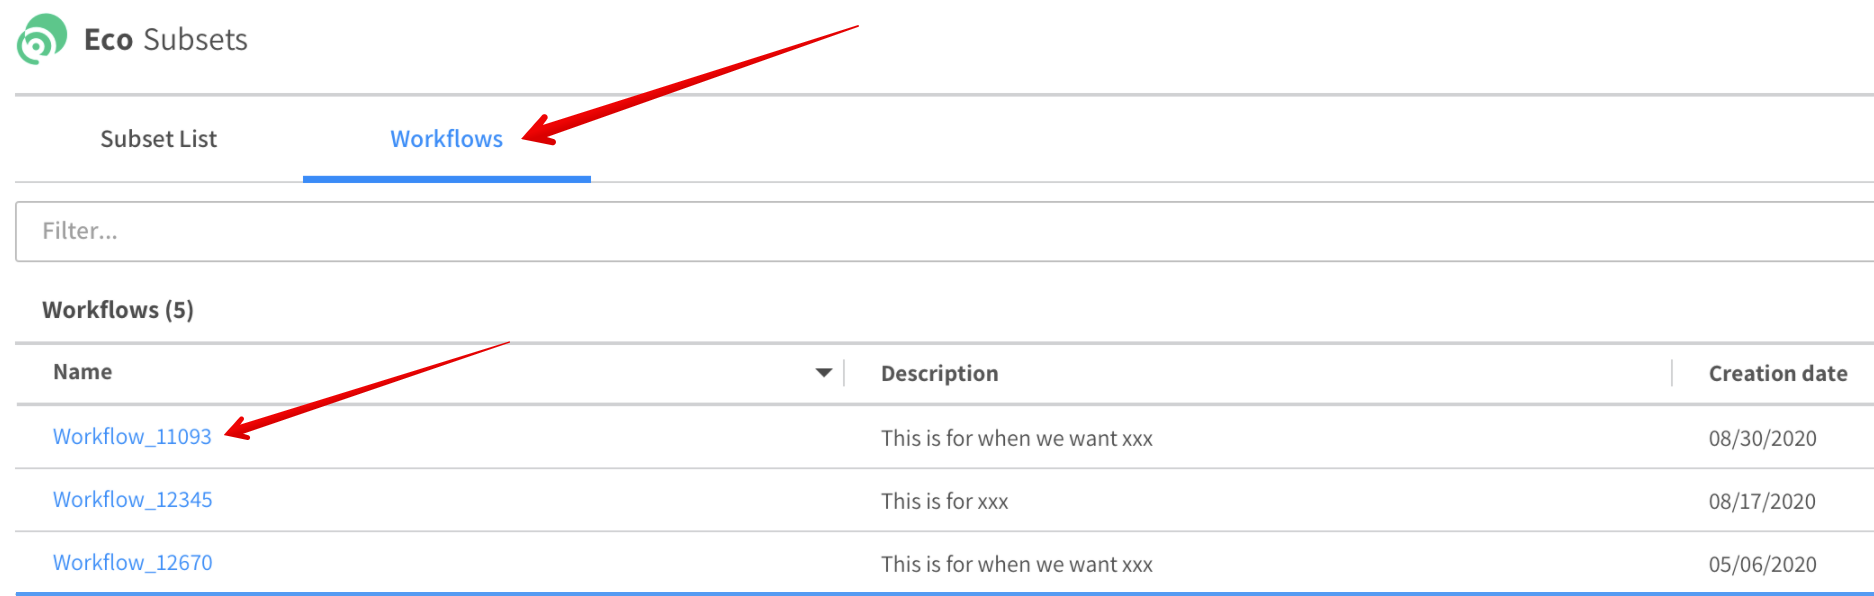 Eco Subsets
Subset List Workflows
Filter...
Workflows (5)
Name Description Creation date
Workflow_11093 This is for when we want xxx 08/30/2020
Workflow_12345 This is for xxx 08/17/2020
Workflow_12670 This is for when we want xxx 05/06/2020